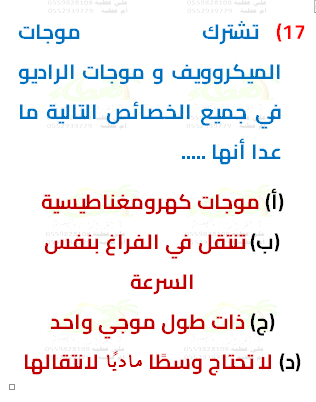 17) تشترك موجات
الميكروويف و موجات الراديو
في جميع الخصائص التالية ما
عدا أنها .....
(أ) موجات كهرومغناطيسية
(ب) تنتقل في الفراغ بنفس
السرعة
(ج) ذات طول موجي واحد
(د) لا تحتاج وسطًا ماديًا لانتقالها